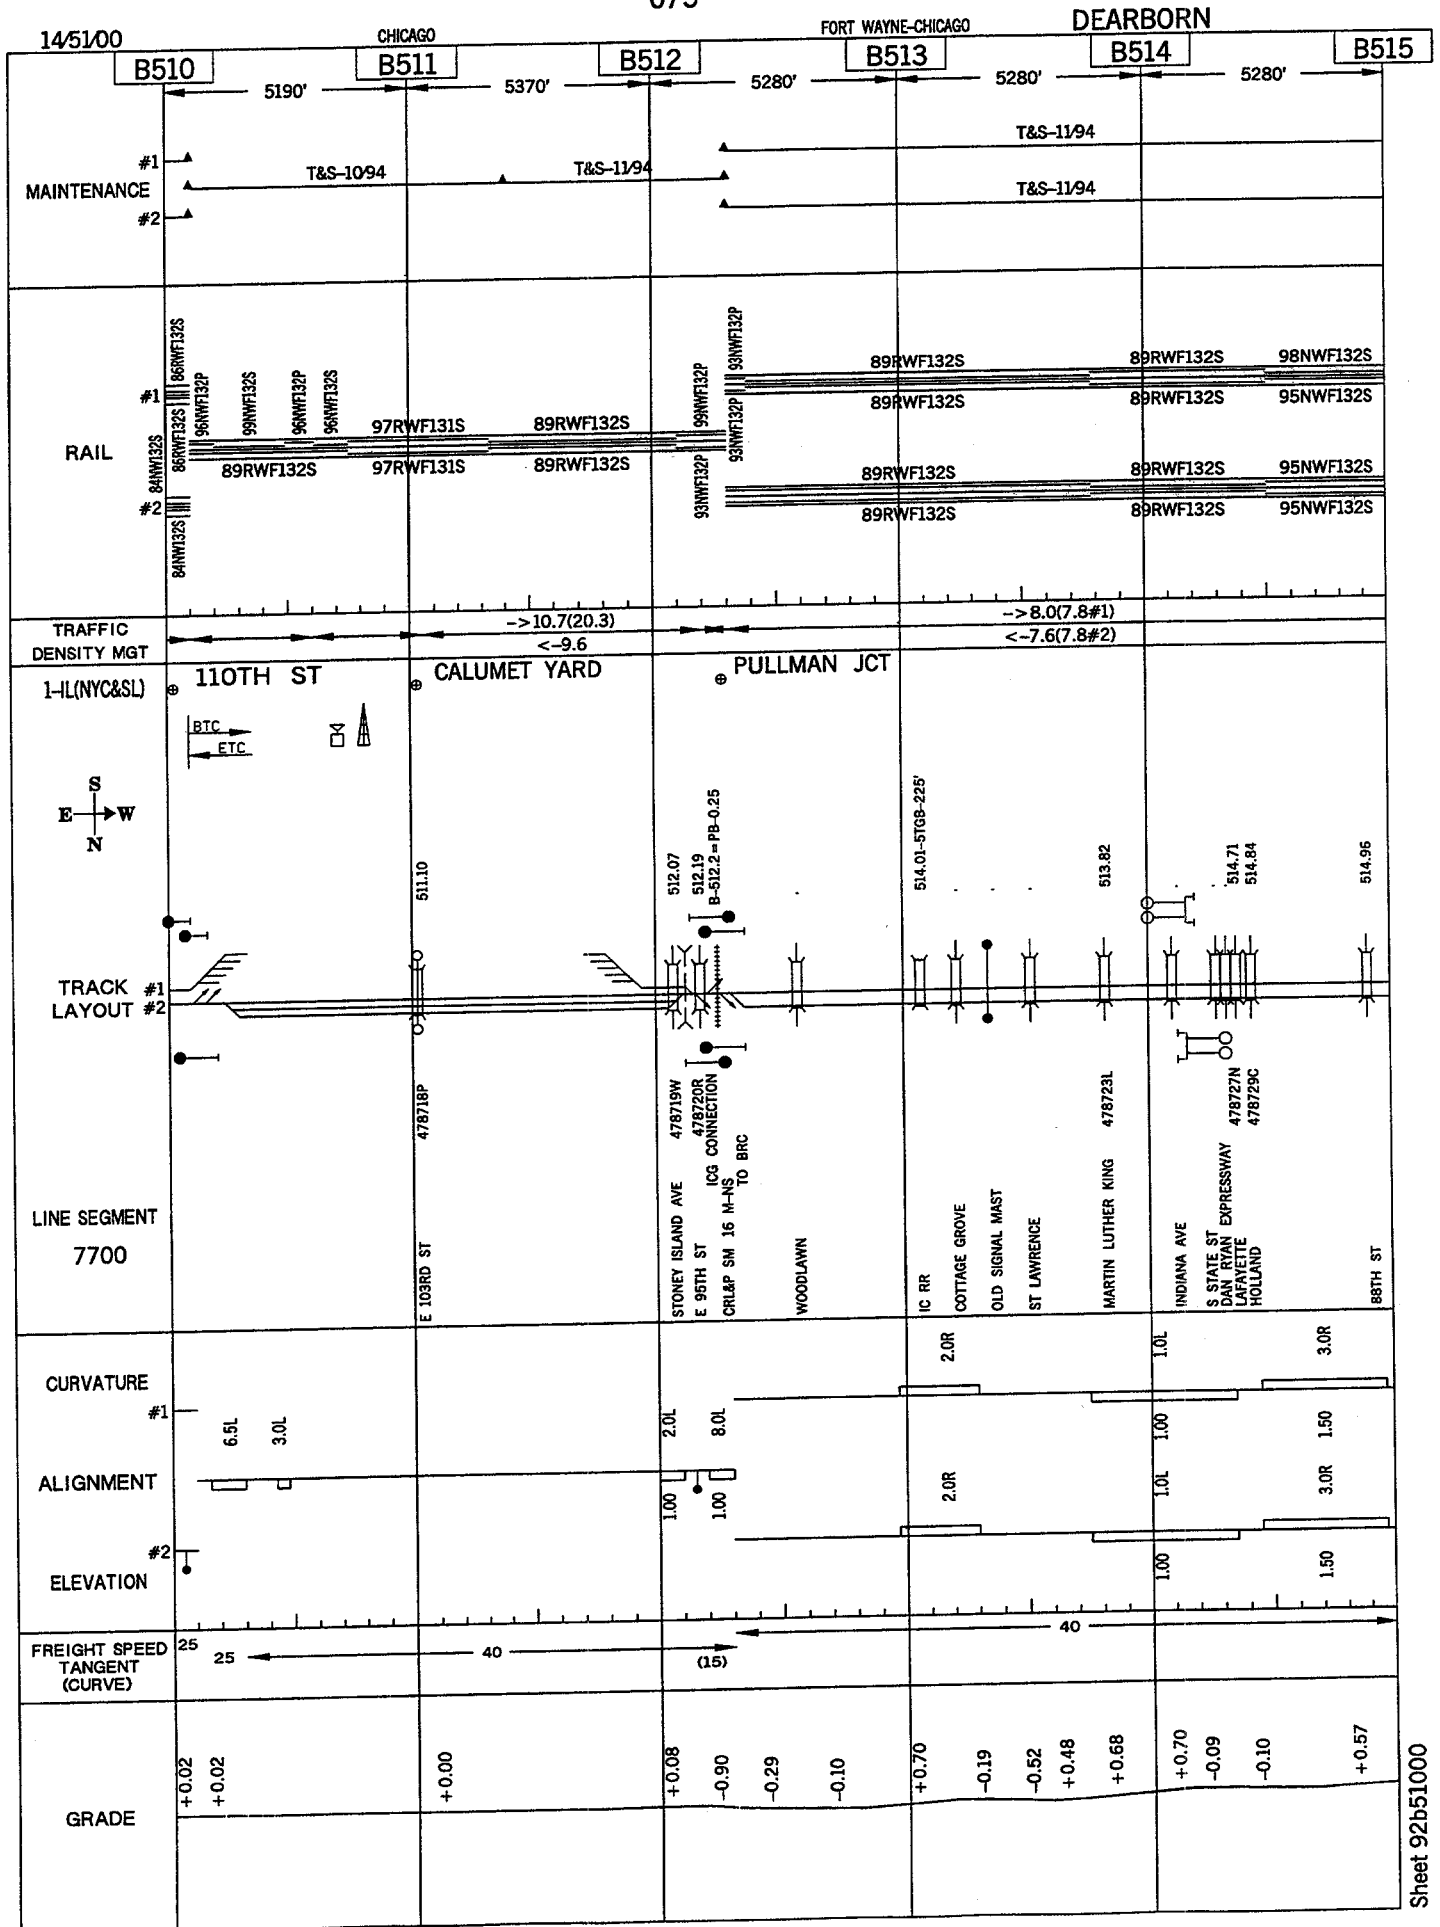 14/51/00 CHICAGO FORT WAYNE-CHICAGO DEARBORN
B510 B511 B512 B513 B514 B515
5190' 5370' 5280' 5280' 5280'
#1 T&S-11/94
MAINTENANCE T&S-10/94 T&S-11/94
#2 T&S-11/94
86RWF132S
96NWF132P
99NWF132S
96NWF132P
96NWF132S
99NWF132P
93NWF132P
#1 89RWF132S 89RWF132S 98NWF132S
89RWF132S 89RWF132S 95NWF132S
84NW132S
86RWF132S
97RWF131S 89RWF132S
93NWF132P
RAIL
89RWF132S 97RWF131S 89RWF132S
93NWF132P
89RWF132S 89RWF132S 95NWF132S
#2 89RWF132S 89RWF132S 95NWF132S
84NW132S
TRAFFIC
DENSITY MGT
->10.7(20.3) ->8.0(7.8#1)
<-9.6 <-7.6(7.8#2)
1-IL(NYC&SL) 110TH ST CALUMET YARD PULLMAN JCT
BTC
ETC
S
E W
N
511.10
512.07
512.19
B-512.2=PB-0.25
514.01-5TGB-225'
513.82
514.71
514.84
514.96
TRACK #1
LAYOUT #2
478718P
478719W
478720R
ICG CONNECTION
TO BRC
478723L
478727N
478729C
LINE SEGMENT
7700
E 103RD ST
STONEY ISLAND AVE
E 95TH ST
CRL&P SM 16 M-NS
WOODLAWN
IC RR
COTTAGE GROVE
OLD SIGNAL MAST
ST LAWRENCE
MARTIN LUTHER KING
INDIANA AVE
S STATE ST
DAN RYAN EXPRESSWAY
LAFAYETTE
HOLLAND
88TH ST
CURVATURE
2.0R 1.0L 3.0R
#1
6.5L 3.0L 2.0L 8.0L 1.00 1.50
ALIGNMENT
1.00 1.00 2.0R 1.0L 3.0R
#2
ELEVATION
1.00 1.50
FREIGHT SPEED
TANGENT
(CURVE)
25 25 40 (15) 40
GRADE
+0.02 +0.02 +0.00 +0.08 -0.90 -0.29 -0.10 +0.70 -0.19 -0.52 +0.48 +0.68 +0.70 -0.09 -0.10 +0.57
Sheet 92b51000